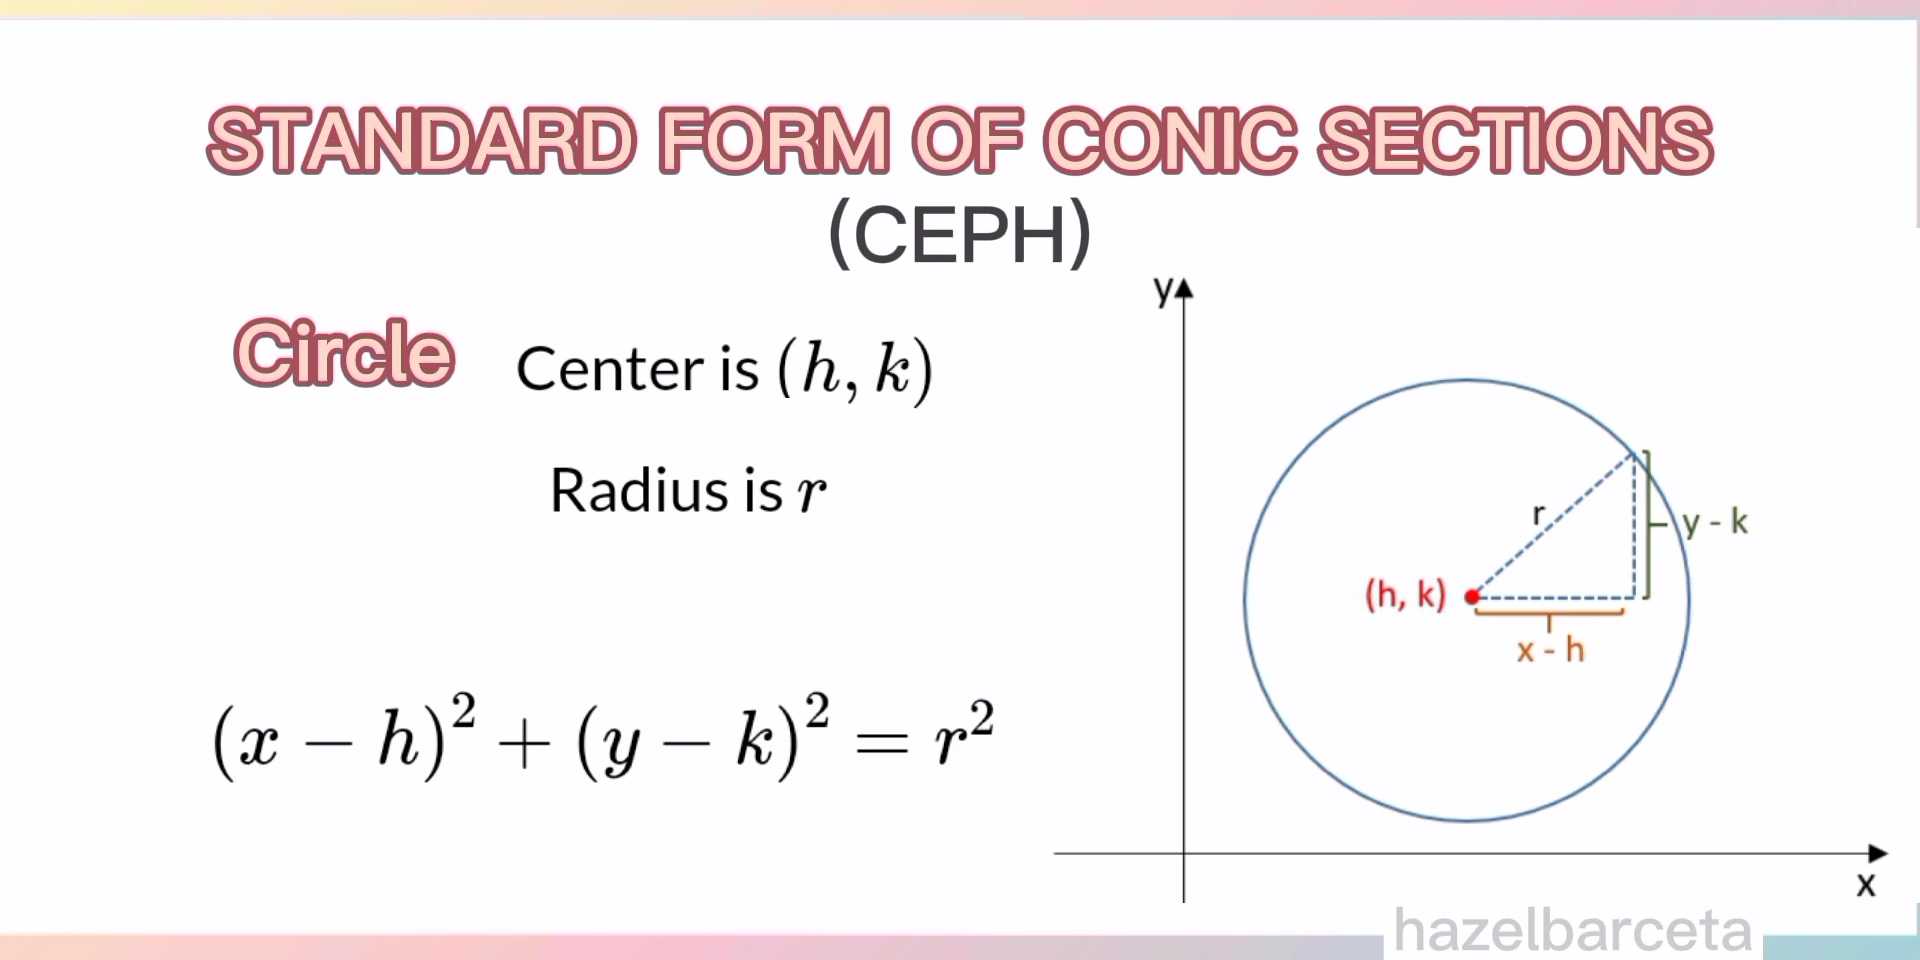 STANDARD FORM OF CONIC SECTIONS
(CEPH)
Circle
Center is (h, k)
Radius is r
(x − h)² + (y − k)² = r²
y
r
y - k
(h, k)
x - h
x
hazelbarceta